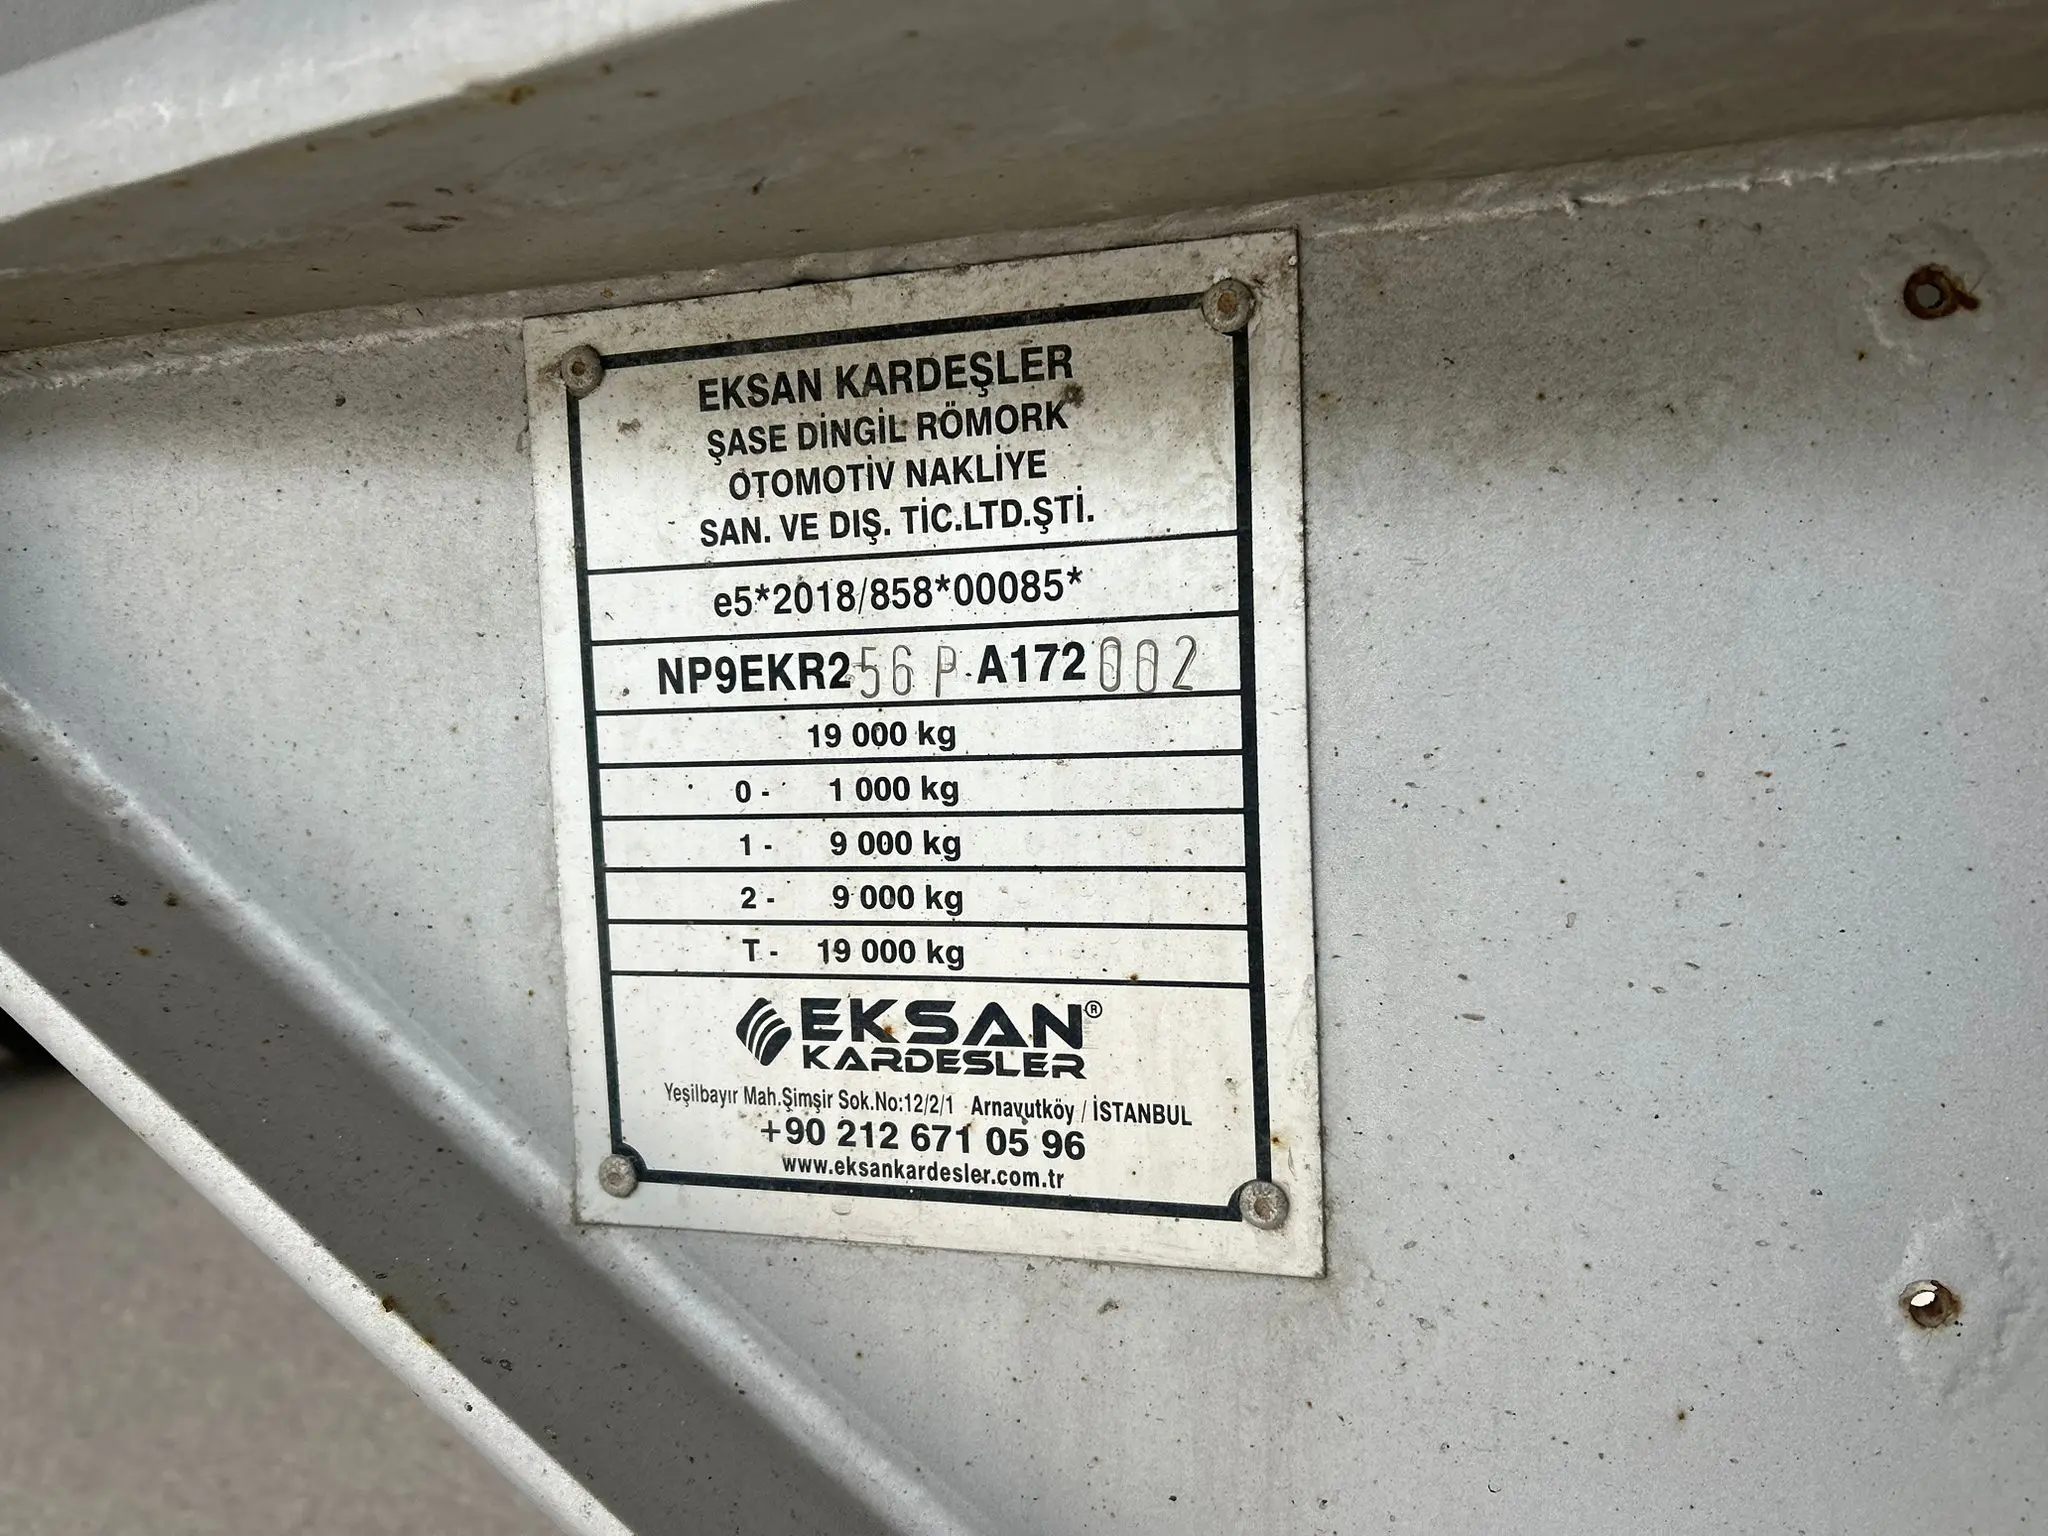 EKSAN KARDEŞLER
ŞASE DİNGİL RÖMORK
OTOMOTİV NAKLİYE
SAN. VE DIŞ. TİC.LTD.ŞTİ.
e5*2018/858*00085*
NP9EKR256PA172002
19 000 kg
0- 1 000 kg
1- 9 000 kg
2- 9 000 kg
T- 19 000 kg
EKSAN®
KARDESLER
Yeşilbayır Mah.Şimşir Sok.No:12/2/1 Arnavutköy / İSTANBUL
+90 212 671 05 96
www.eksankardesler.com.tr